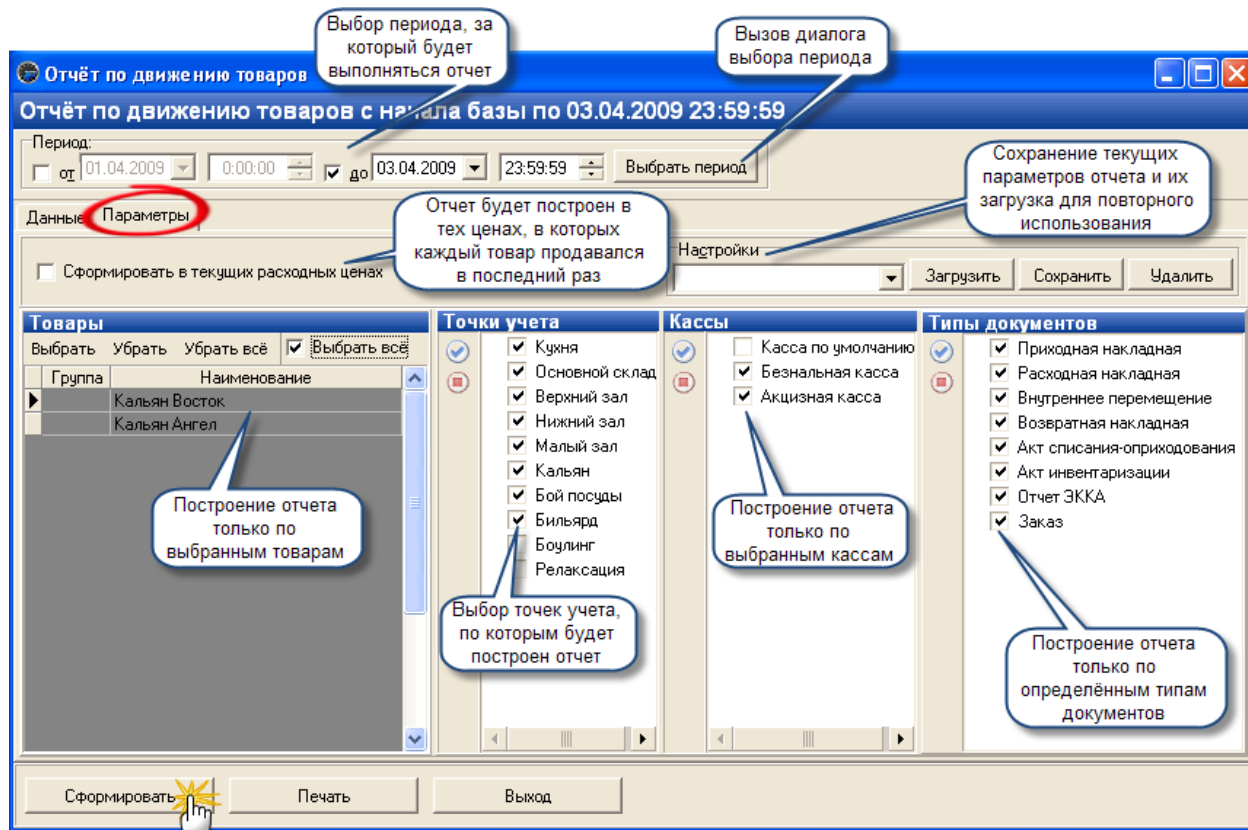 Выбор периода, за
который будет
выполняться отчет
Вызов диалога
выбора периода
Отчёт по движению товаров
Отчёт по движению товаров с начала базы по 03.04.2009 23:59:59
Период:
от 01.04.2009 0:00:00 до 03.04.2009 23:59:59 Выбрать период
Сохранение текущих
параметров отчета и их
загрузка для повторного
использования
Данные Параметры
Отчет будет построен в
тех ценах, в которых
каждый товар продавался
в последний раз
Сформировать в текущих расходных ценах
Настройки
Загрузить Сохранить Удалить
Товары
Выбрать Убрать Убрать всё Выбрать всё
Группа Наименование
Кальян Восток
Кальян Ангел
Построение отчета
только по
выбранным товарам
Точки учета
Кухня
Основной склад
Верхний зал
Нижний зал
Малый зал
Кальян
Бой посуды
Бильярд
Боулинг
Релаксация
Выбор точек учета,
по которым будет
построен отчет
Кассы
Касса по умолчанию
Безнальная касса
Акцизная касса
Построение отчета
только по
выбранным кассам
Типы документов
Приходная накладная
Расходная накладная
Внутреннее перемещение
Возвратная накладная
Акт списания-оприходования
Акт инвентаризации
Отчет ЭККА
Заказ
Построение отчета
только по
определённым типам
документов
Сформировать Печать Выход